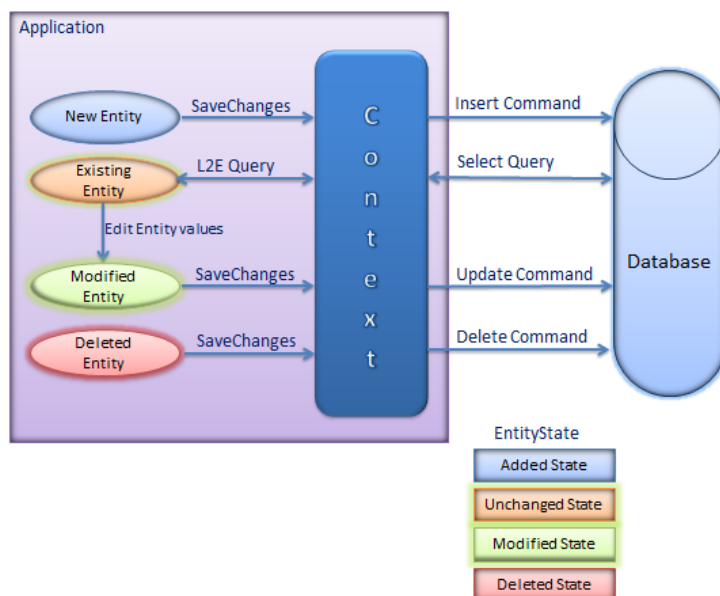 Application
New Entity
SaveChanges
Insert Command
Existing
Entity
L2E Query
Select Query
Edit Entity values
Modified
Entity
SaveChanges
Update Command
Deleted
Entity
SaveChanges
Delete Command
Context
Database
EntityState
Added State
Unchanged State
Modified State
Deleted State